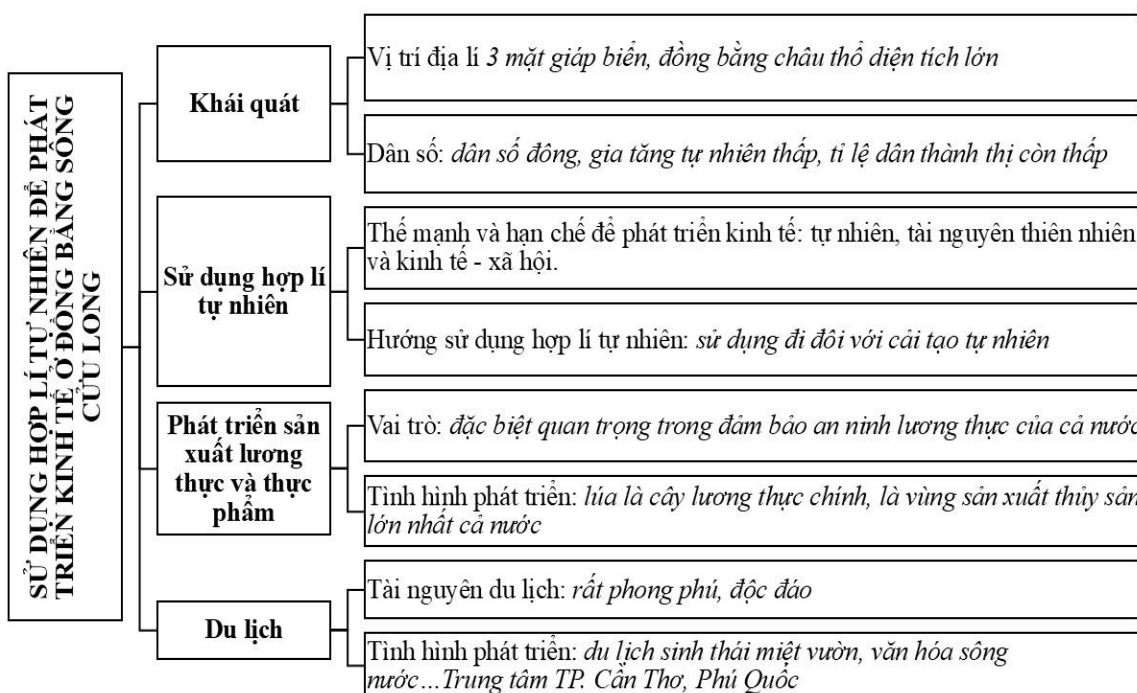 SỬ DỤNG HỢP LÍ TỰ NHIÊN ĐỂ PHÁT
TRIỂN KINH TẾ Ở ĐỒNG BẰNG SÔNG
CỬU LONG
Khái quát
Vị trí địa lí 3 mặt giáp biển, đồng bằng châu thổ diện tích lớn
Dân số: dân số đông, gia tăng tự nhiên thấp, tỉ lệ dân thành thị còn thấp
Sử dụng hợp lí
tự nhiên
Thế mạnh và hạn chế để phát triển kinh tế: tự nhiên, tài nguyên thiên nhiên
và kinh tế - xã hội.
Hướng sử dụng hợp lí tự nhiên: sử dụng đi đôi với cải tạo tự nhiên
Phát triển sản
xuất lương
thực và thực
phẩm
Vai trò: đặc biệt quan trọng trong đảm bảo an ninh lương thực của cả nước
Tình hình phát triển: lúa là cây lương thực chính, là vùng sản xuất thủy sản
lớn nhất cả nước
Du lịch
Tài nguyên du lịch: rất phong phú, độc đáo
Tình hình phát triển: du lịch sinh thái miệt vườn, văn hóa sông
nước...Trung tâm TP. Cần Thơ, Phú Quốc